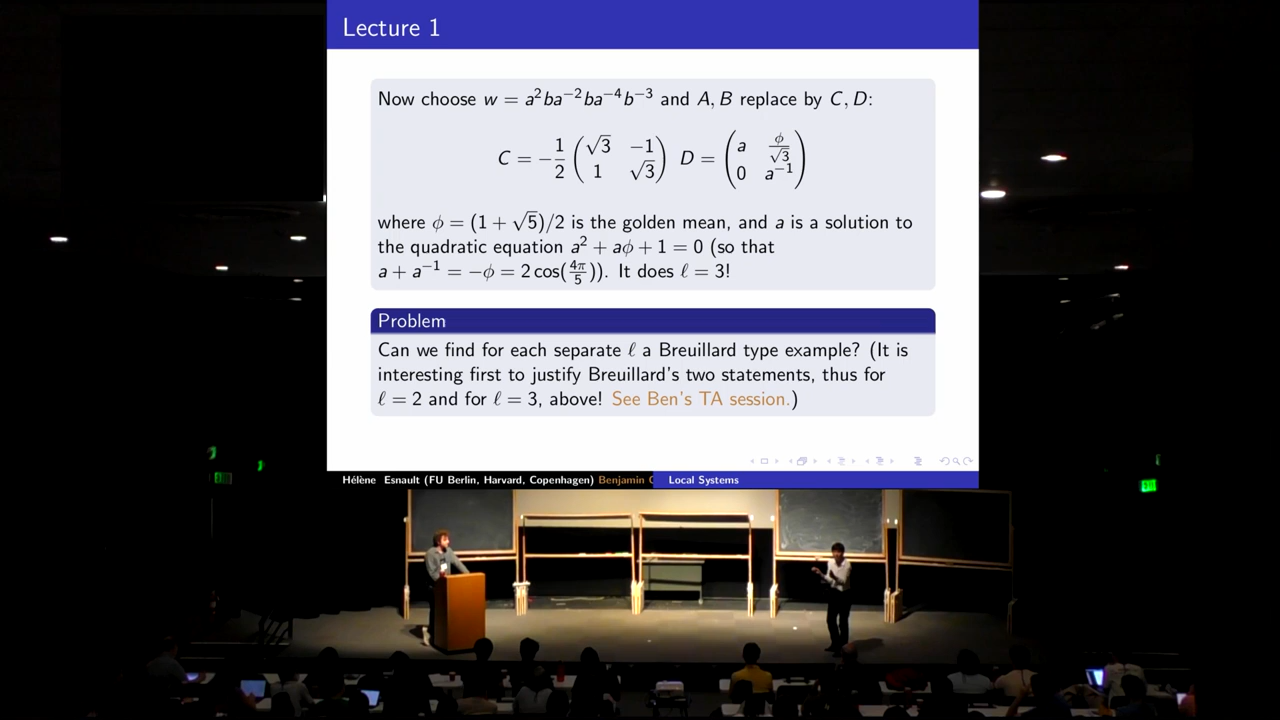 Lecture 1
Now choose w = a²ba⁻²ba⁻⁴b⁻³ and A, B replace by C, D:
C = −1/2 (√3 −1; 1 √3) D = (a ϕ/√3; 0 a⁻¹)
where ϕ = (1 + √5)/2 is the golden mean, and a is a solution to
the quadratic equation a² + aϕ + 1 = 0 (so that
a + a⁻¹ = −ϕ = 2 cos(4π/5)). It does ℓ = 3!
Problem
Can we find for each separate ℓ a Breuillard type example? (It is
interesting first to justify Breuillard's two statements, thus for
ℓ = 2 and for ℓ = 3, above! See Ben's TA session.)
Hélène Esnault (FU Berlin, Harvard, Copenhagen) Benjamin Local Systems